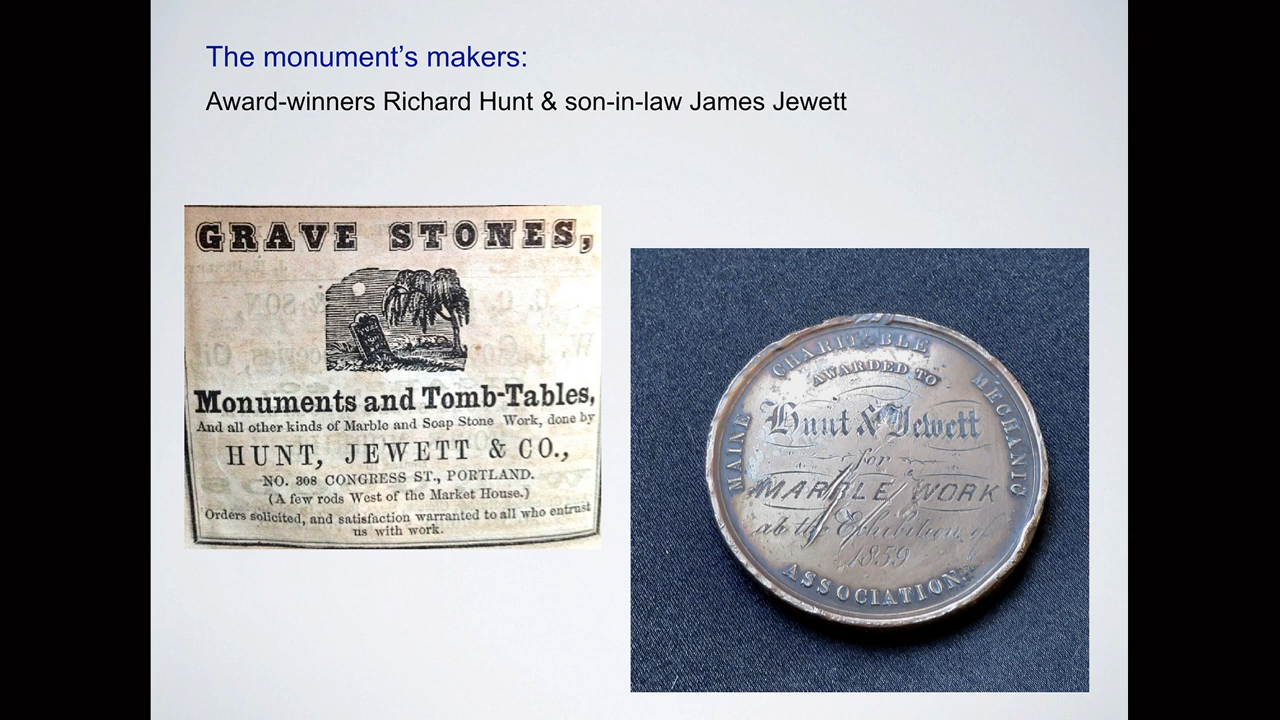 The monument's makers:
Award-winners Richard Hunt & son-in-law James Jewett
GRAVE STONES,
Monuments and Tomb-Tables,
And all other kinds of Marble and Soap Stone Work, done by
HUNT, JEWETT & CO.,
NO. 308 CONGRESS ST., PORTLAND.
(A few rods West of the Market House.)
Orders solicited, and satisfaction warranted to all who entrust
us with work.
MAINE CHARITABLE MECHANIC
AWARDED TO
Hunt & Jewett
for
MARBLE WORK
at the Exhibition of
1859
ASSOCIATION.